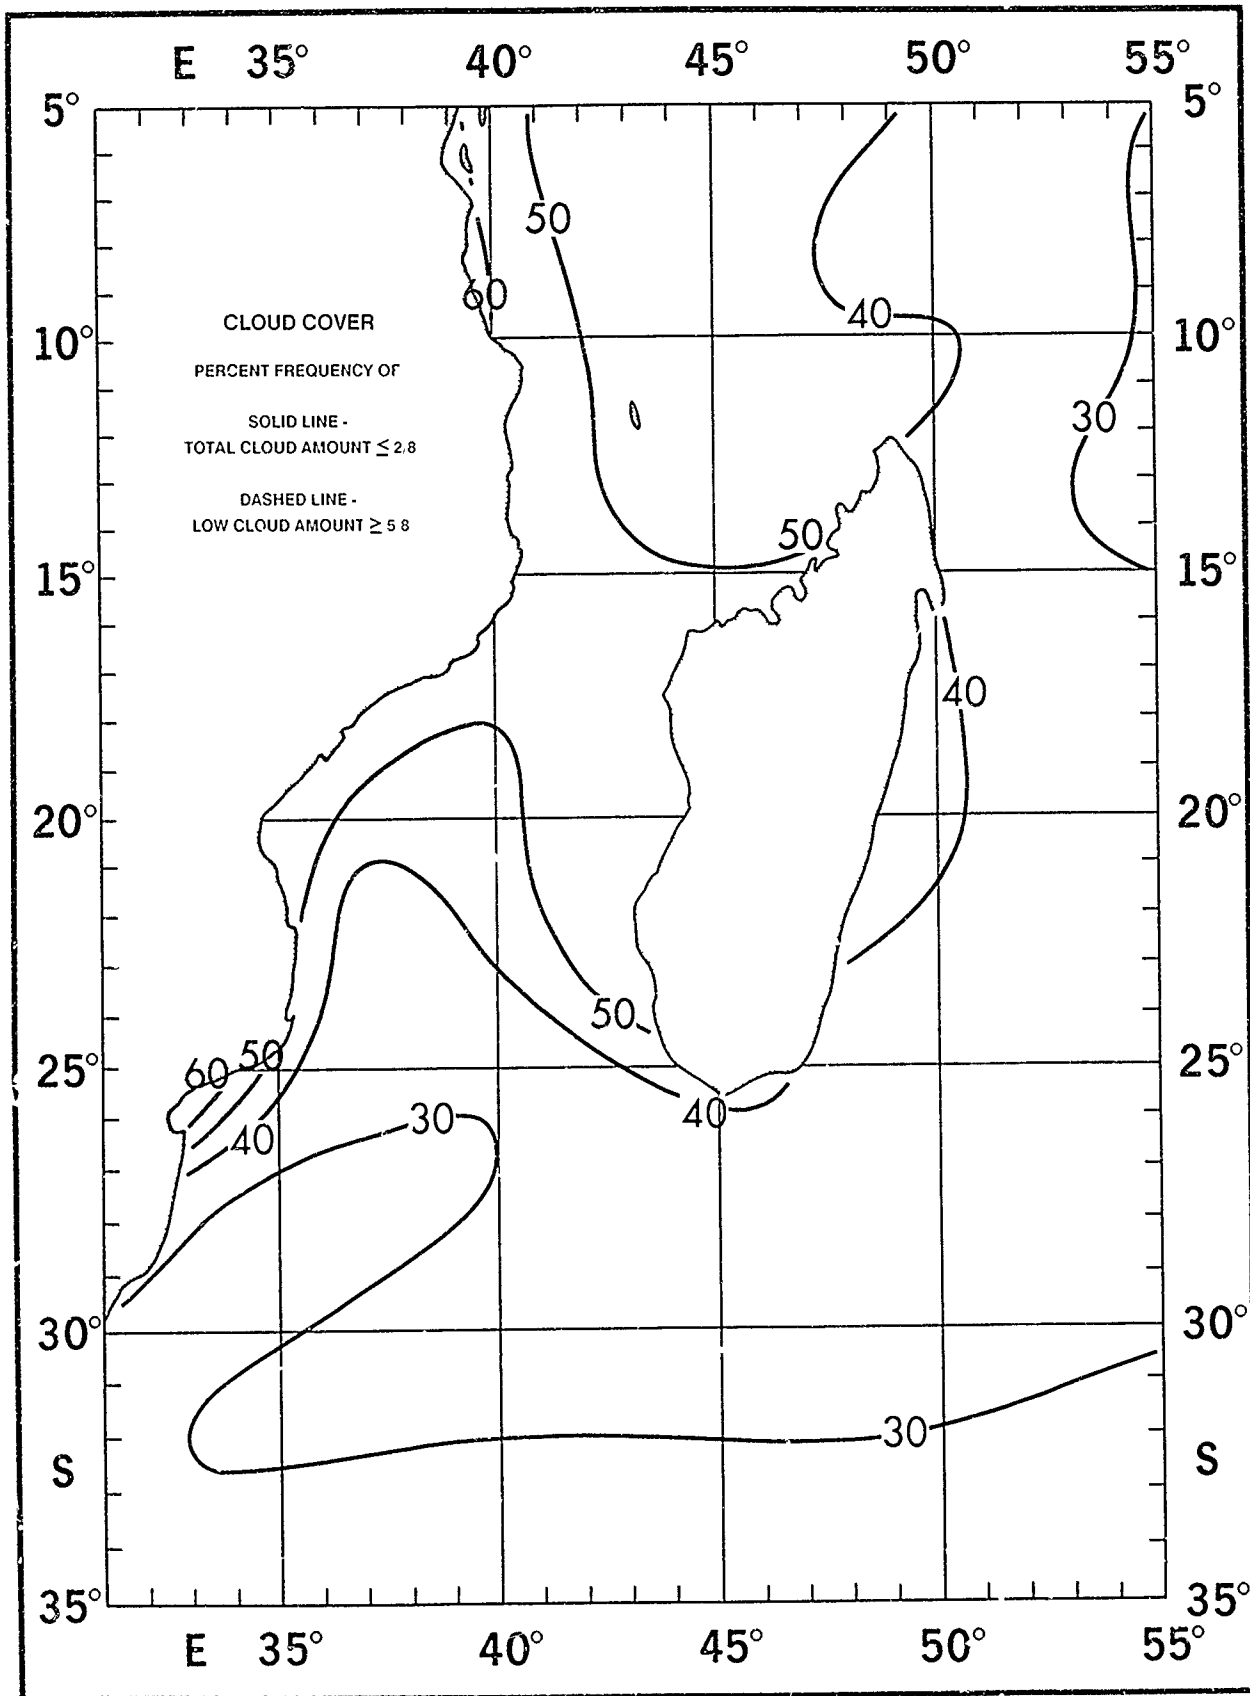 E 35° 40° 45° 50° 55°
5° 5°
50
60
40
CLOUD COVER
10° 10°
PERCENT FREQUENCY OF
30
SOLID LINE -
TOTAL CLOUD AMOUNT ≤ 2/8
DASHED LINE -
LOW CLOUD AMOUNT ≥ 5 8
50
15° 15°
40
20° 20°
50
60 50
25° 25°
40
30
40
30° 30°
30
S S
35° 35°
E 35° 40° 45° 50° 55°